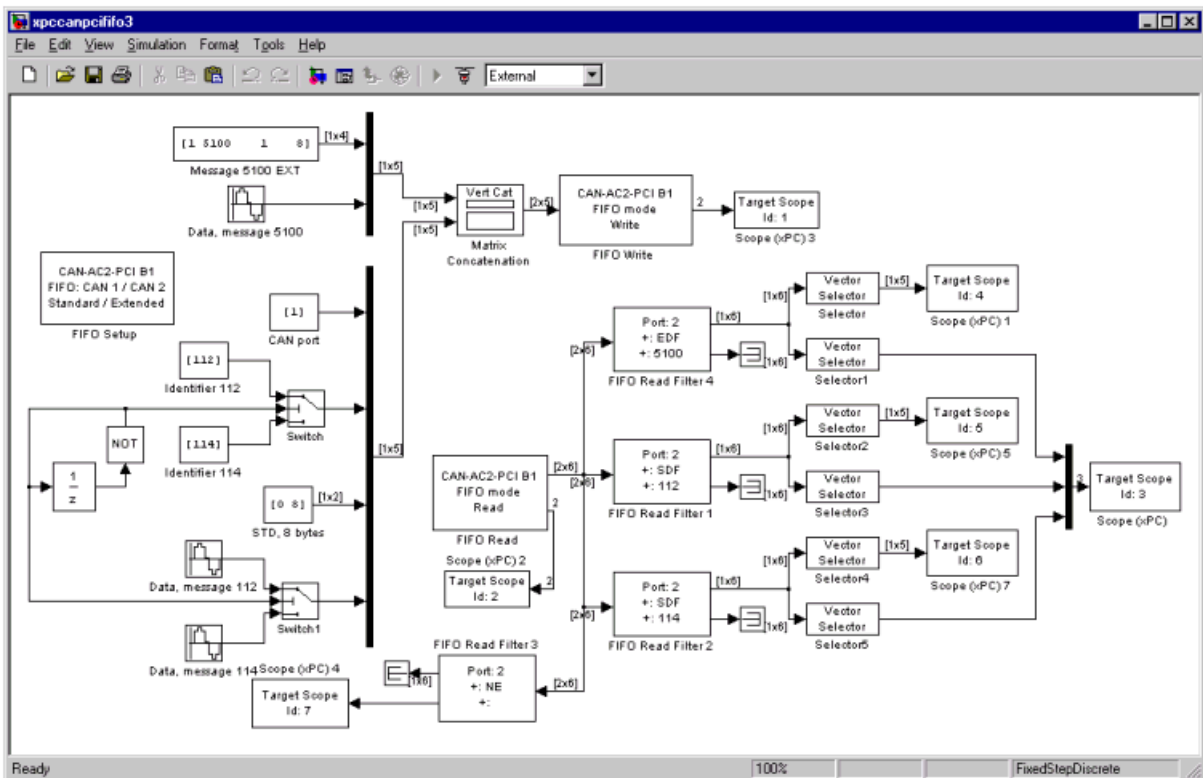 xpccanpcififo3
File Edit View Simulation Format Tools Help
External
[1 5100 1 8]
[1x4]
Message 5100 EXT
Data, message 5100
[1x5]
[1x5]
[1x5]
Vert Cat
Matrix
Concatenation
[2x5]
CAN-AC2-PCI B1
FIFO mode
Write
FIFO Write
2
Target Scope
Id: 1
Scope (xPC) 3
CAN-AC2-PCI B1
FIFO: CAN 1 / CAN 2
Standard / Extended
FIFO Setup
[1]
CAN port
[112]
Identifier 112
[114]
Identifier 114
Switch
NOT
1
z
[0 8]
[1x2]
STD, 8 bytes
Data, message 112
Data, message 114
Switch1
[1x5]
CAN-AC2-PCI B1
FIFO mode
Read
FIFO Read
[2x6]
2
Scope (xPC) 2
Target Scope
Id: 2
2
[2x6]
Port: 2
+: EDF
+: 5100
FIFO Read Filter 4
[1x6]
[1x6]
[1x6]
Vector
Selector
Selector
[1x5]
Target Scope
Id: 4
Scope (xPC) 1
Vector
Selector
Selector1
[2x6]
Port: 2
+: SDF
+: 112
FIFO Read Filter 1
[1x6]
[1x6]
[1x6]
Vector
Selector
Selector2
[1x5]
Target Scope
Id: 5
Scope (xPC) 5
Vector
Selector
Selector3
[2x6]
Port: 2
+: SDF
+: 114
FIFO Read Filter 2
[1x6]
[1x6]
[1x6]
Vector
Selector
Selector4
[1x5]
Target Scope
Id: 6
Scope (xPC) 7
Vector
Selector
Selector5
3
Target Scope
Id: 3
Scope (xPC)
FIFO Read Filter 3
Port: 2
+: NE
+:
[2x6]
[1x6]
Scope (xPC) 4
Target Scope
Id: 7
Ready
100%
FixedStepDiscrete